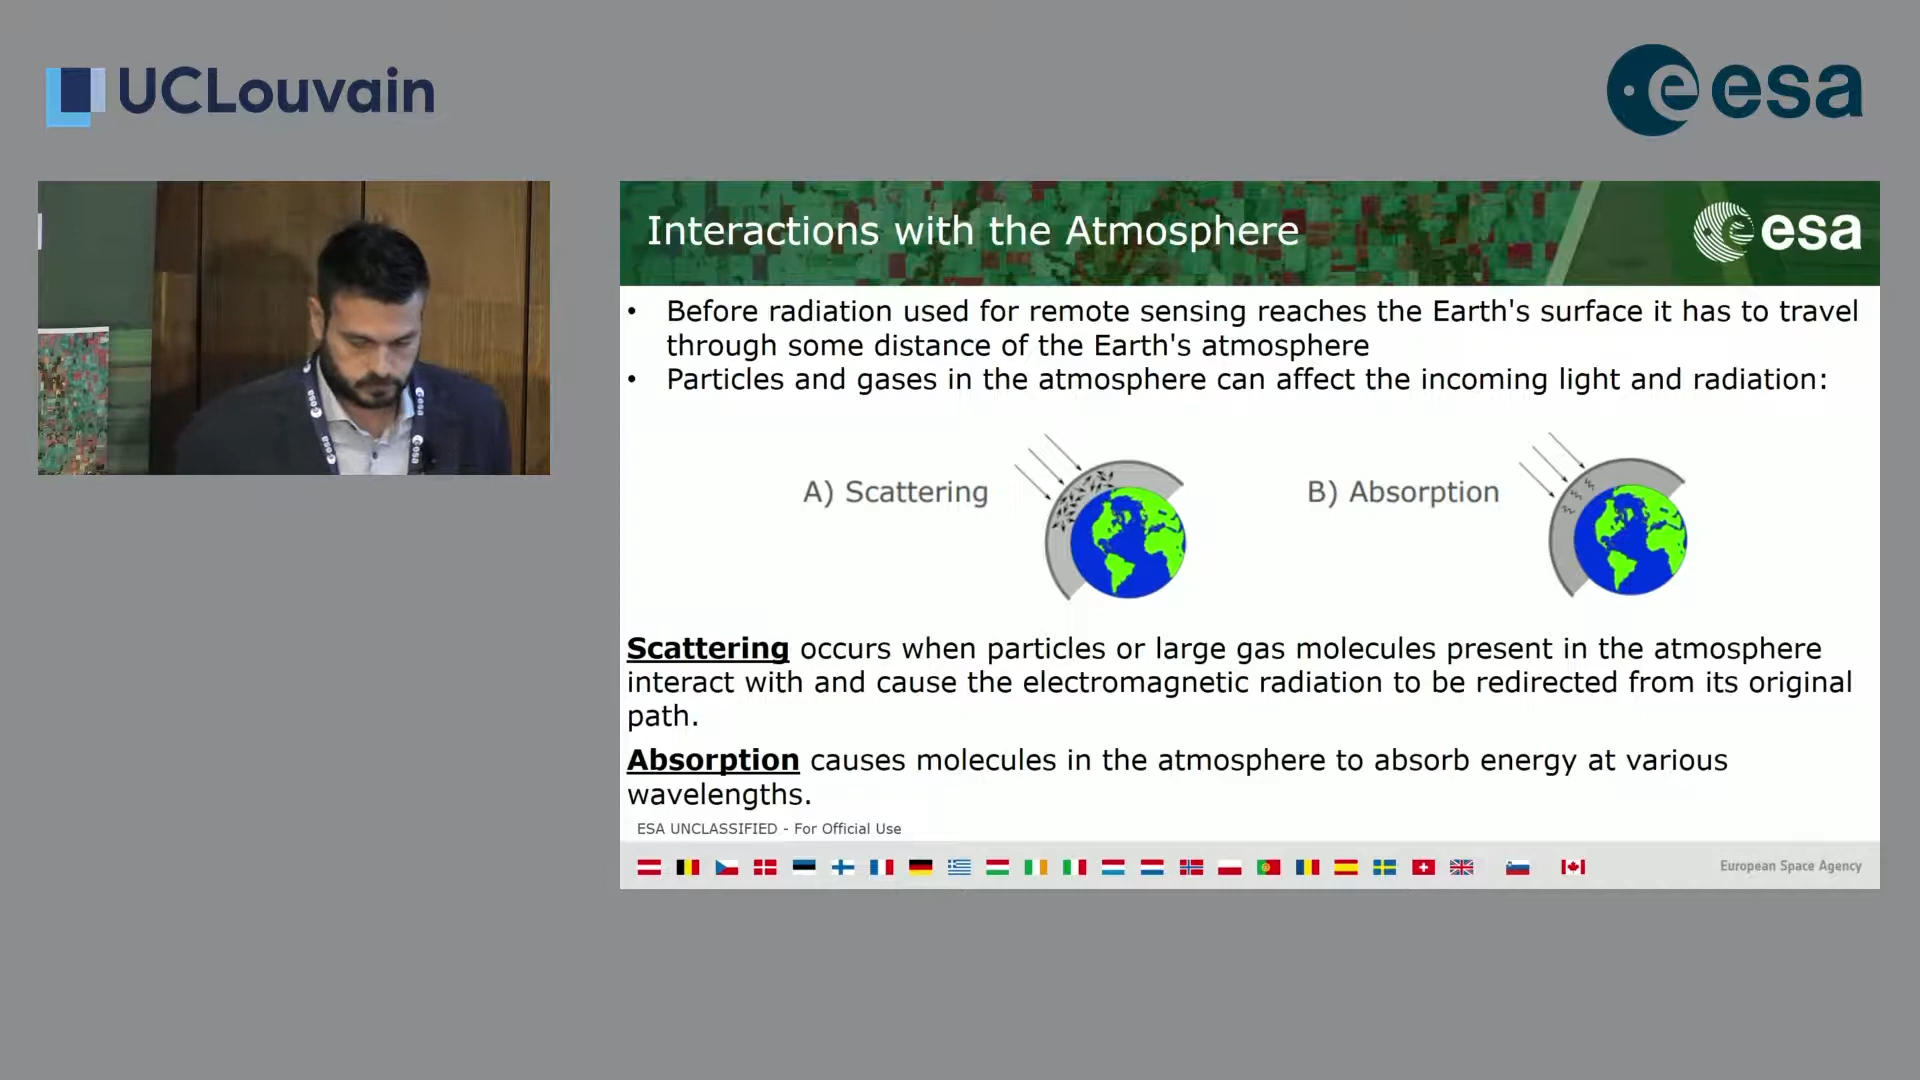 UCLouvain
esa
Interactions with the Atmosphere
esa
• Before radiation used for remote sensing reaches the Earth's surface it has to travel
through some distance of the Earth's atmosphere
• Particles and gases in the atmosphere can affect the incoming light and radiation:
A) Scattering
B) Absorption
Scattering occurs when particles or large gas molecules present in the atmosphere
interact with and cause the electromagnetic radiation to be redirected from its original
path.
Absorption causes molecules in the atmosphere to absorb energy at various
wavelengths.
ESA UNCLASSIFIED - For Official Use
European Space Agency